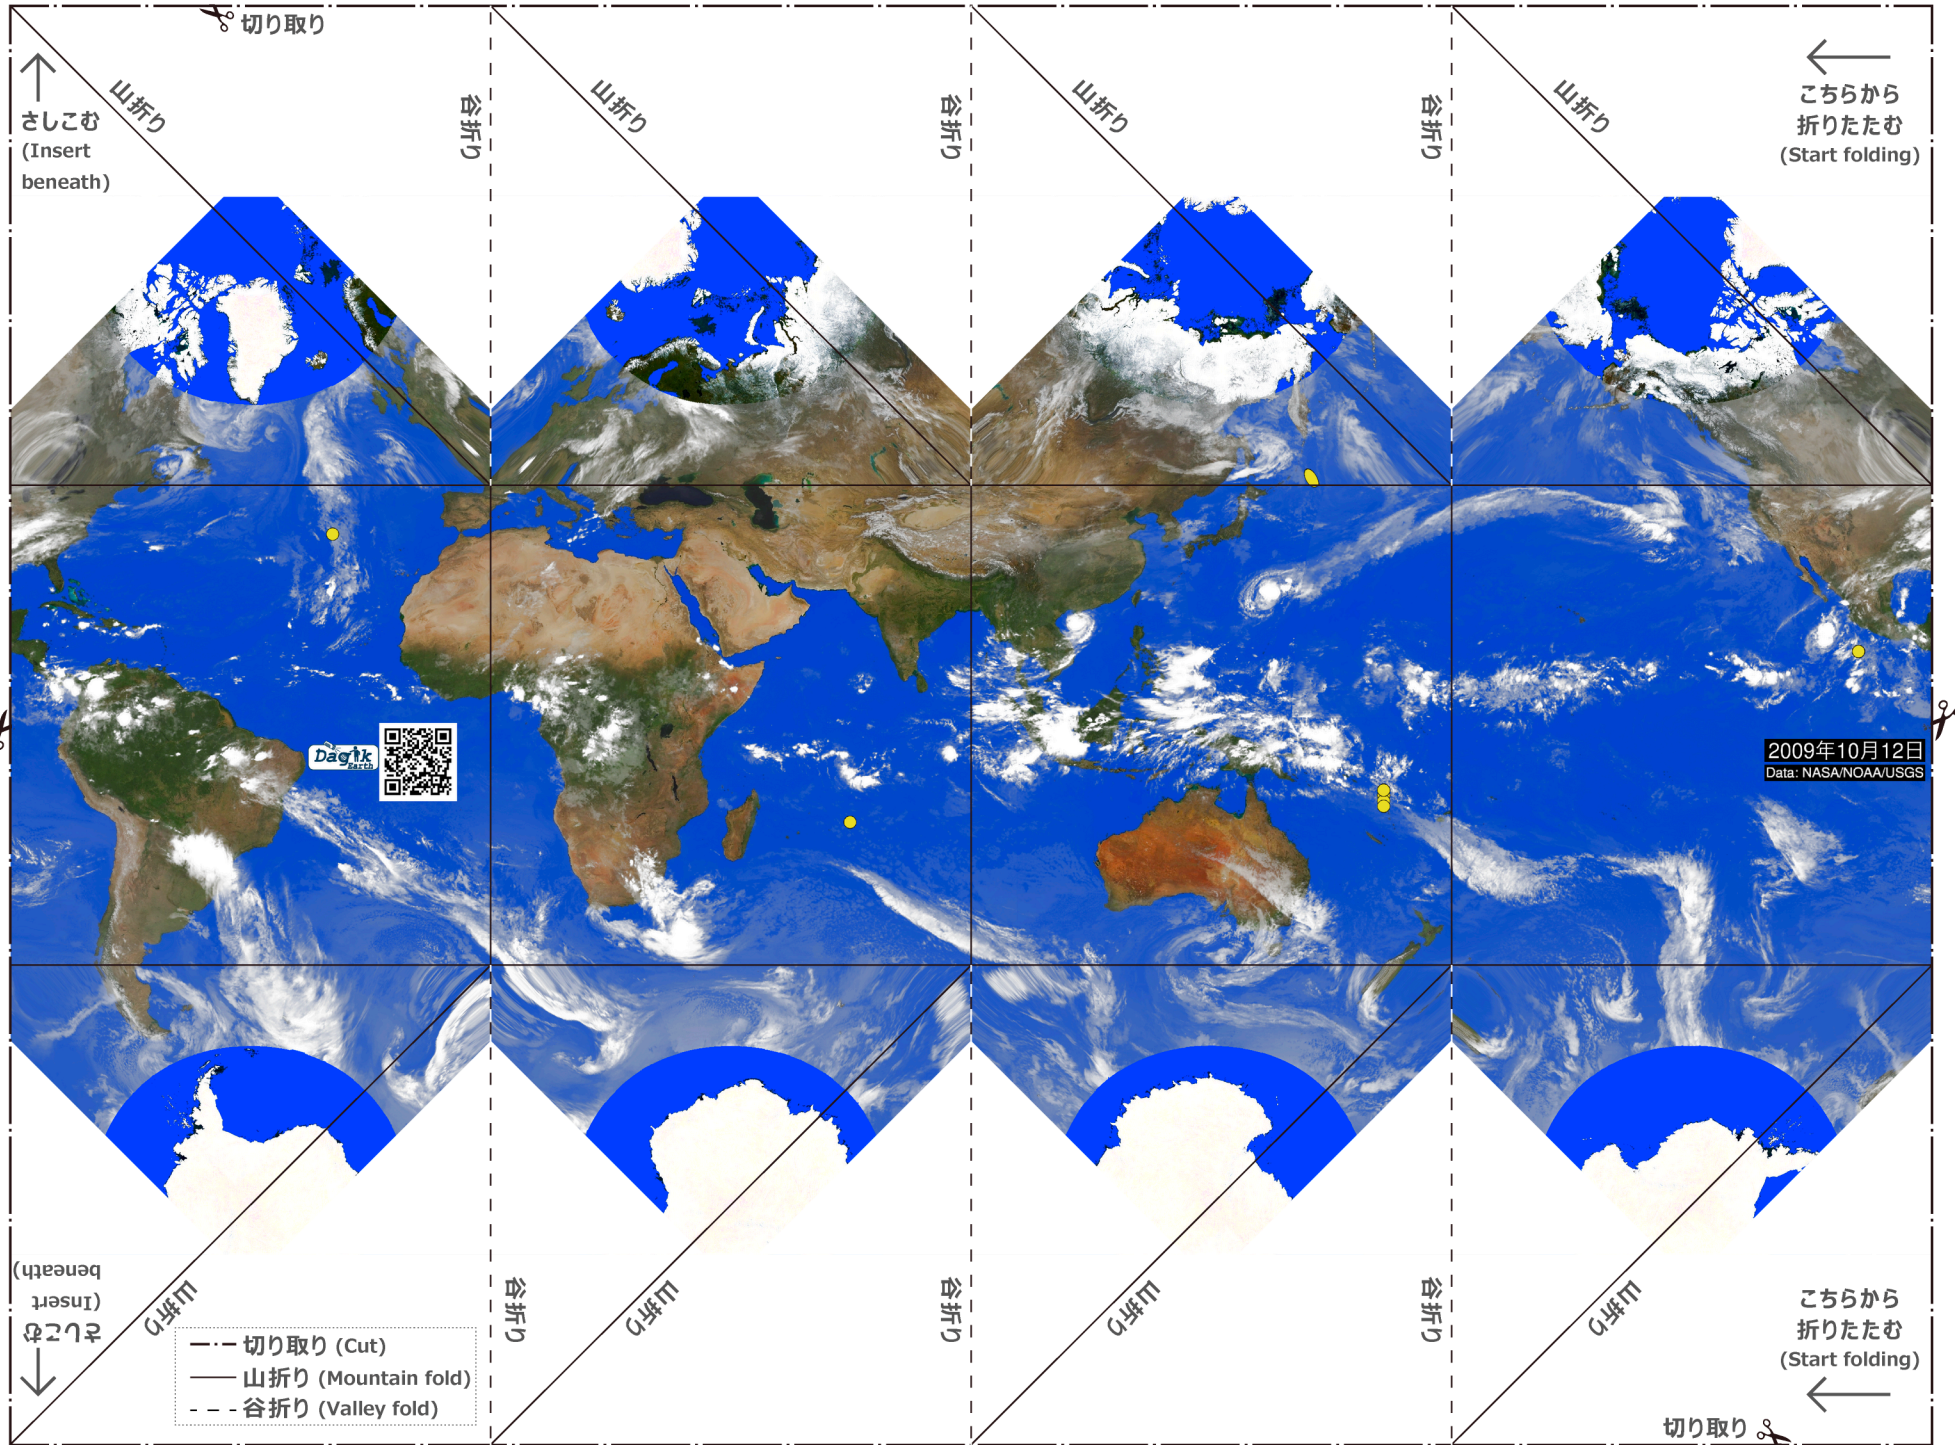 切り取り
さしこむ
(Insert
beneath)
山折り
谷折り
山折り
谷折り
山折り
谷折り
山折り
こちらから
折りたたむ
(Start folding)
Dagik
Earth
2009年10月12日
Data: NASA/NOAA/USGS
さしこむ
(Insert
beneath)
山折り
谷折り
山折り
谷折り
山折り
谷折り
山折り
こちらから
折りたたむ
(Start folding)
切り取り (Cut)
山折り (Mountain fold)
谷折り (Valley fold)
切り取り